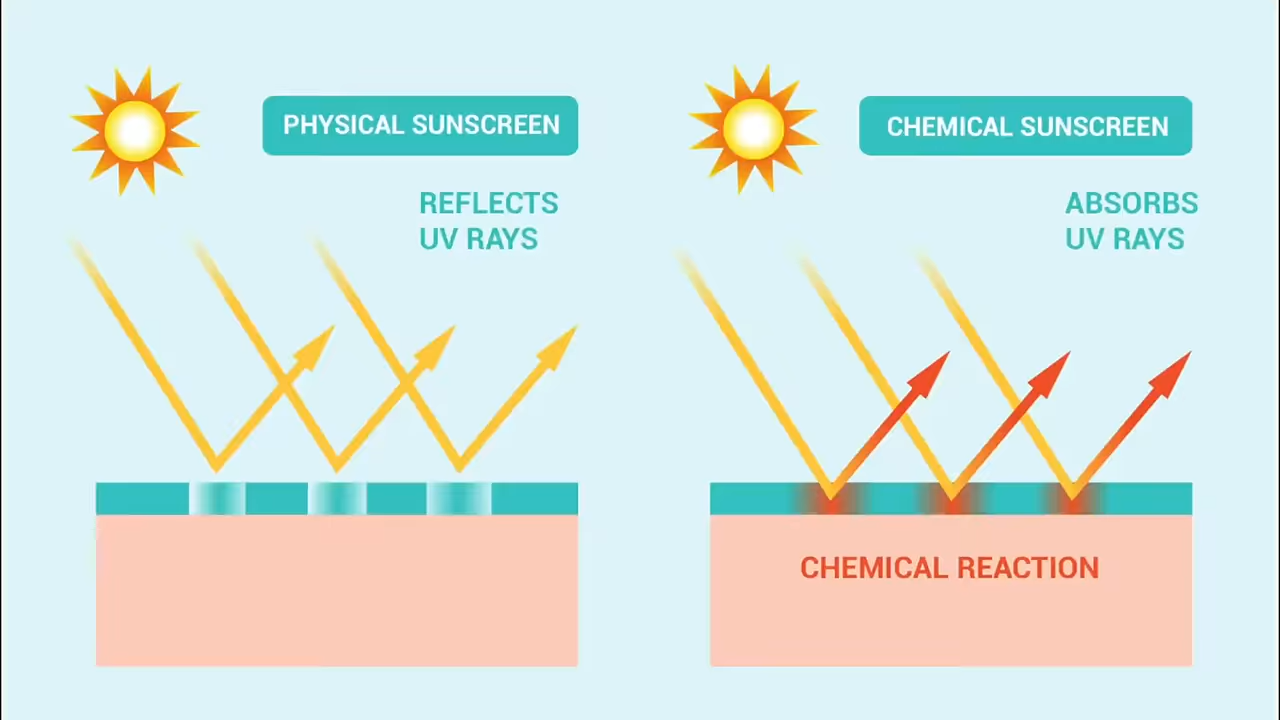 PHYSICAL SUNSCREEN
REFLECTS
UV RAYS
CHEMICAL SUNSCREEN
ABSORBS
UV RAYS
CHEMICAL REACTION